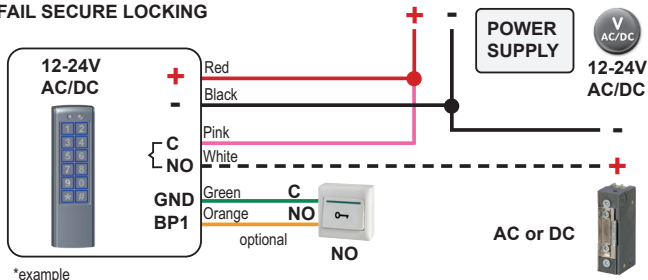 FAIL SECURE LOCKING
+ -
POWER
SUPPLY
V
AC/DC
12-24V
AC/DC
12-24V
AC/DC
+
-
C
NO
GND
BP1
Red
Black
Pink
White
Green
Orange
optional
C
NO
NO
-
+
AC or DC
1 2
3 4
5 6
7 8
9 0
* #
*example